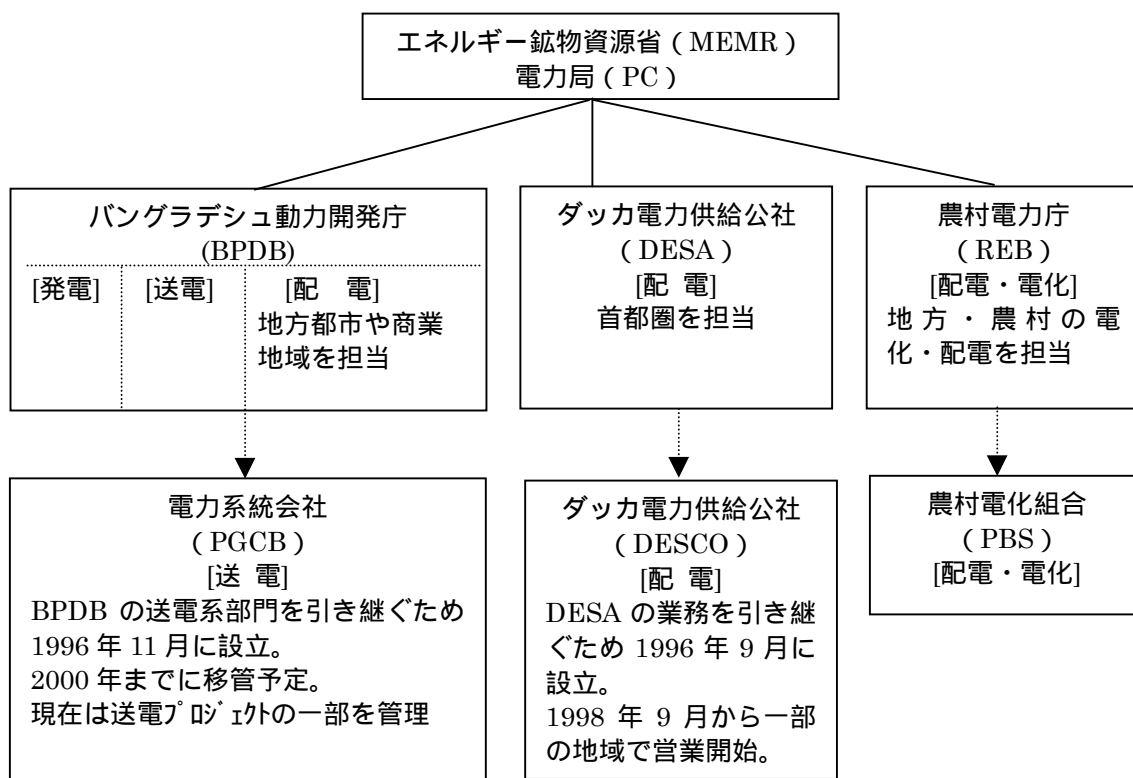 エネルギー鉱物資源省（MEMR）
電力局（PC）
バングラデシュ動力開発庁
(BPDB)
[発電]
[送電]
[配　電]
地方都市や商業
地域を担当
ダッカ電力供給公社
（DESA）
[配 電]
首都圏を担当
農村電力庁
（REB）
[配電・電化]
地方・農村の電
化・配電を担当
電力系統会社
（PGCB）
[送 電]
BPDB の送電系部門を引き継ぐため
1996 年 11 月に設立。
2000 年までに移管予定。
現在は送電ﾌﾟﾛｼﾞｪｸﾄの一部を管理
ダッカ電力供給公社
（DESCO）
[配 電]
DESA の業務を引き継
ぐため 1996 年 9 月に
設立。
1998 年 9 月から一部
の地域で営業開始。
農村電化組合
（PBS）
[配電・電化]